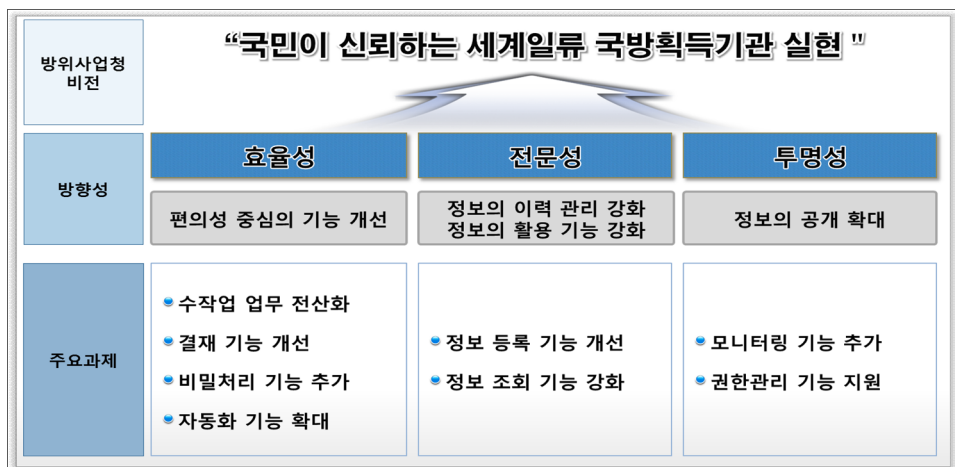 방위사업청
비전
“국민이 신뢰하는 세계일류 국방획득기관 실현 "
방향성
효율성
편의성 중심의 기능 개선
전문성
정보의 이력 관리 강화
정보의 활용 기능 강화
투명성
정보의 공개 확대
주요과제
수작업 업무 전산화
결재 기능 개선
비밀처리 기능 추가
자동화 기능 확대
정보 등록 기능 개선
정보 조회 기능 강화
모니터링 기능 추가
권한관리 기능 지원